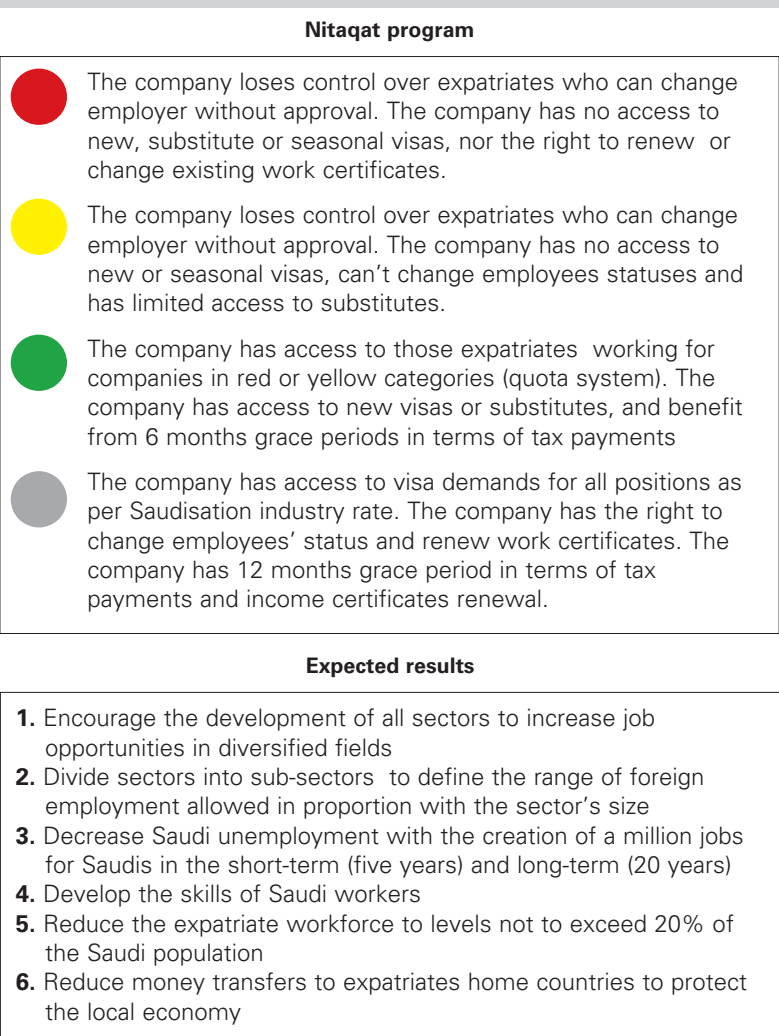 Nitaqat program
The company loses control over expatriates who can change
employer without approval. The company has no access to
new, substitute or seasonal visas, nor the right to renew or
change existing work certificates.
The company loses control over expatriates who can change
employer without approval. The company has no access to
new or seasonal visas, can't change employees statuses and
has limited access to substitutes.
The company has access to those expatriates working for
companies in red or yellow categories (quota system). The
company has access to new visas or substitutes, and benefit
from 6 months grace periods in terms of tax payments
The company has access to visa demands for all positions as
per Saudisation industry rate. The company has the right to
change employees' status and renew work certificates. The
company has 12 months grace period in terms of tax
payments and income certificates renewal.
Expected results
1. Encourage the development of all sectors to increase job
opportunities in diversified fields
2. Divide sectors into sub-sectors to define the range of foreign
employment allowed in proportion with the sector's size
3. Decrease Saudi unemployment with the creation of a million jobs
for Saudis in the short-term (five years) and long-term (20 years)
4. Develop the skills of Saudi workers
5. Reduce the expatriate workforce to levels not to exceed 20% of
the Saudi population
6. Reduce money transfers to expatriates home countries to protect
the local economy